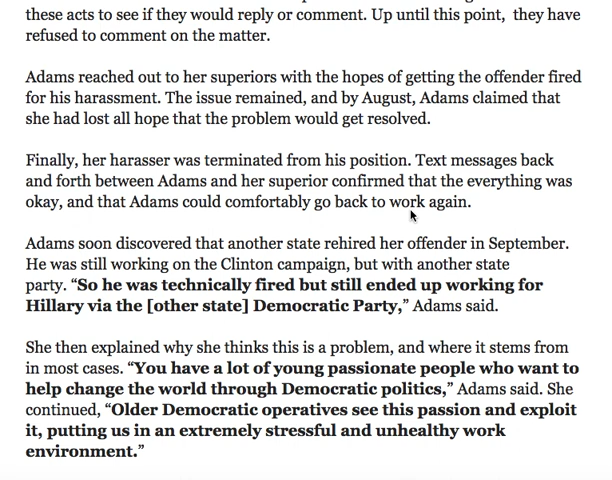 these acts to see if they would reply or comment. Up until this point,  they have
refused to comment on the matter.
Adams reached out to her superiors with the hopes of getting the offender fired
for his harassment. The issue remained, and by August, Adams claimed that
she had lost all hope that the problem would get resolved.
Finally, her harasser was terminated from his position. Text messages back
and forth between Adams and her superior confirmed that the everything was
okay, and that Adams could comfortably go back to work again.
Adams soon discovered that another state rehired her offender in September.
He was still working on the Clinton campaign, but with another state
party. “So he was technically fired but still ended up working for
Hillary via the [other state] Democratic Party,” Adams said.
She then explained why she thinks this is a problem, and where it stems from
in most cases. “You have a lot of young passionate people who want to
help change the world through Democratic politics,” Adams said. She
continued, “Older Democratic operatives see this passion and exploit
it, putting us in an extremely stressful and unhealthy work
environment.”